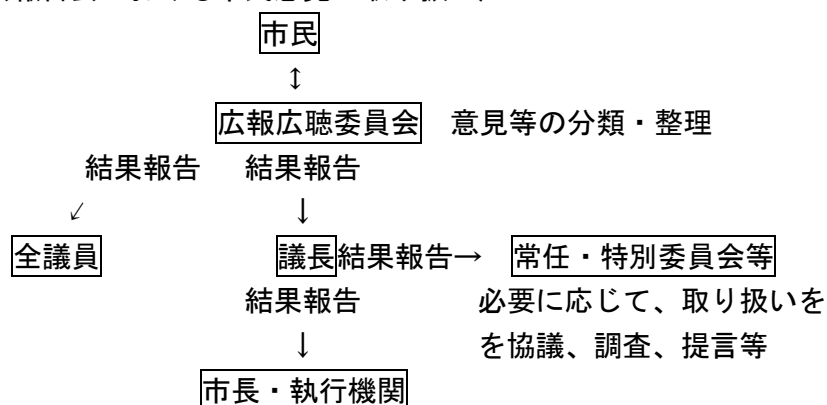 市民
↕
広報広聴委員会 意見等の分類・整理
結果報告 結果報告
↙ ↓
全議員 議長結果報告→ 常任・特別委員会等
結果報告 必要に応じて、取り扱いを
↓ を協議、調査、提言等
市長・執行機関